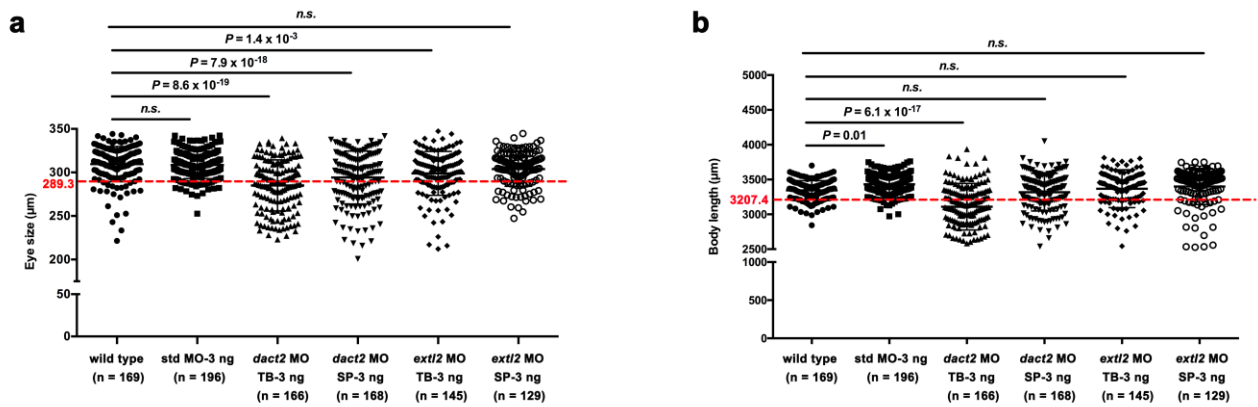 a
n.s.
P = 1.4 x 10-3
P = 7.9 x 10-18
P = 8.6 x 10-19
n.s.
Eye size (µm)
350
300
289.3
250
200
50
0
wild type
(n = 169)
std MO-3 ng
(n = 196)
dact2 MO
TB-3 ng
(n = 166)
dact2 MO
SP-3 ng
(n = 168)
extl2 MO
TB-3 ng
(n = 145)
extl2 MO
SP-3 ng
(n = 129)
b
n.s.
n.s.
n.s.
P = 6.1 x 10-17
P = 0.01
Body length (µm)
5000
4500
4000
3500
3207.4
3000
2500
1000
500
0
wild type
(n = 169)
std MO-3 ng
(n = 196)
dact2 MO
TB-3 ng
(n = 166)
dact2 MO
SP-3 ng
(n = 168)
extl2 MO
TB-3 ng
(n = 145)
extl2 MO
SP-3 ng
(n = 129)